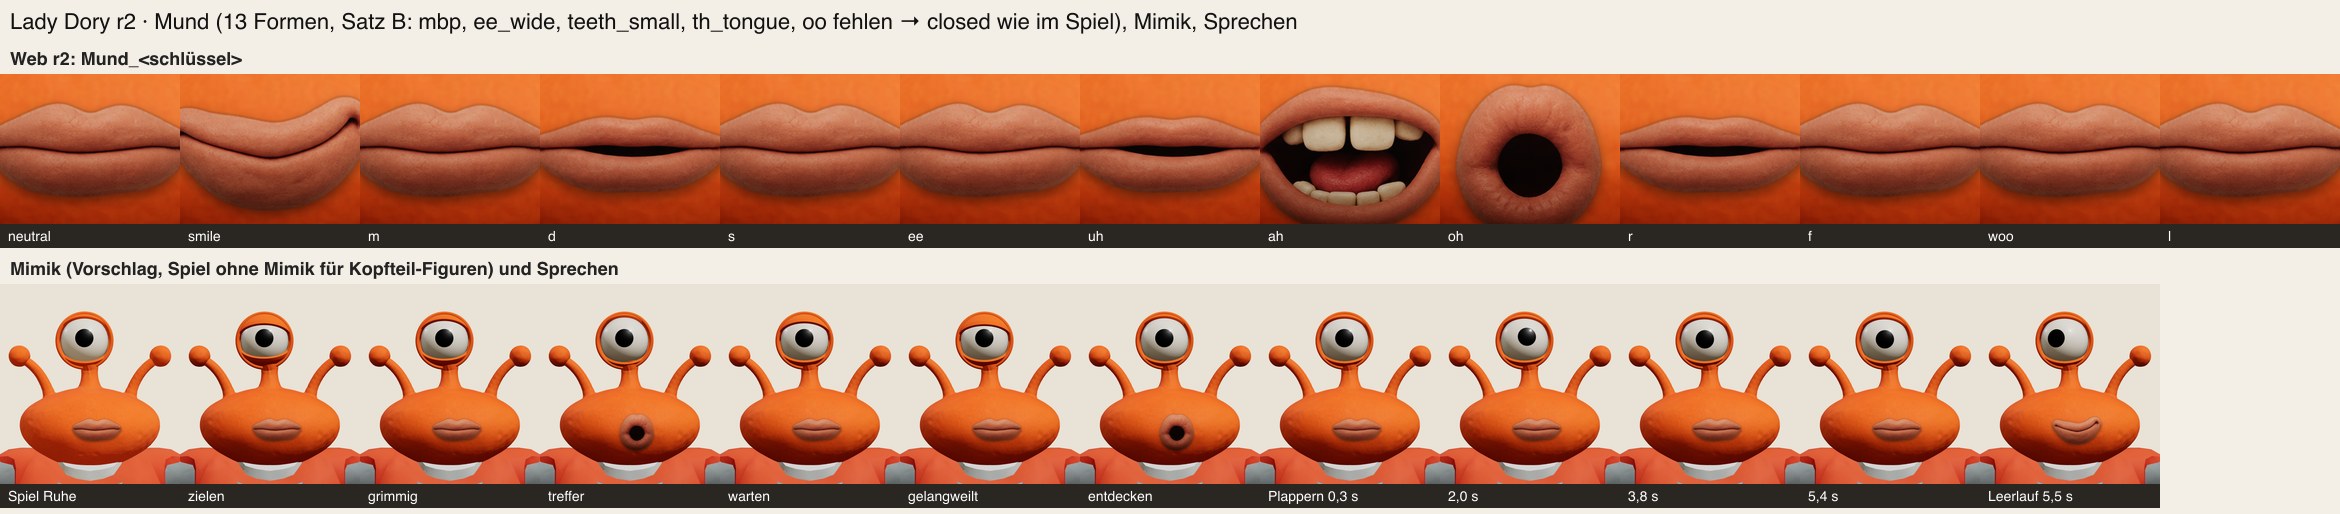 Lady Dory r2 · Mund (13 Formen, Satz B: mbp, ee_wide, teeth_small, th_tongue, oo fehlen → closed wie im Spiel), Mimik, Sprechen
Web r2: Mund_<schlüssel>
neutral smile m d s ee uh ah oh r f woo l
Mimik (Vorschlag, Spiel ohne Mimik für Kopfteil-Figuren) und Sprechen
Spiel Ruhe zielen grimmig treffer warten gelangweilt entdecken Plappern 0,3 s 2,0 s 3,8 s 5,4 s Leerlauf 5,5 s